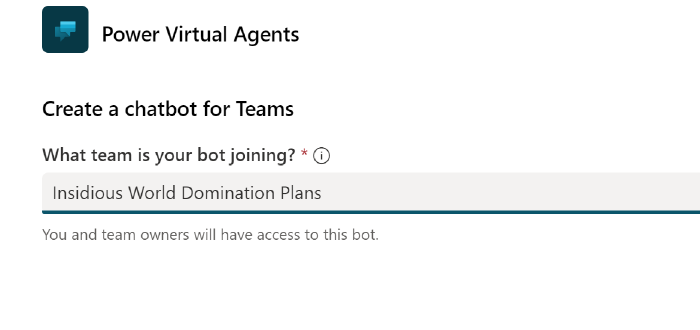 Power Virtual Agents
Create a chatbot for Teams
What team is your bot joining? *
Insidious World Domination Plans
You and team owners will have access to this bot.